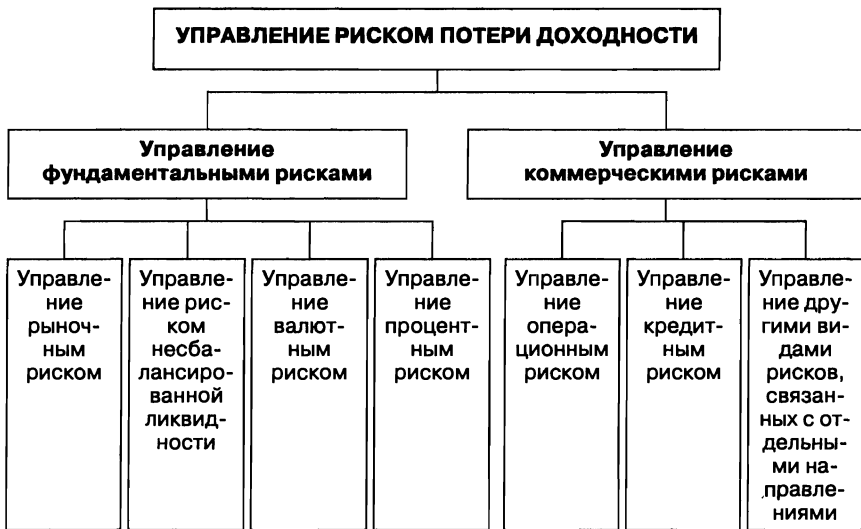 УПРАВЛЕНИЕ РИСКОМ ПОТЕРИ ДОХОДНОСТИ
Управление
фундаментальными рисками
Управление
коммерческими рисками
Управле-
ние
рыноч-
ным
риском
Управле-
ние рис-
ком
несба-
лансиро-
ванной
ликвид-
ности
Управле-
ние
валют-
ным
риском
Управле-
ние
процент-
ным
риском
Управле-
ние
опера-
ционным
риском
Управле-
ние
кредит-
ным
риском
Управле-
ние дру-
гими ви-
дами
рисков,
связан-
ных с от-
дельны-
ми на-
правле-
ниями